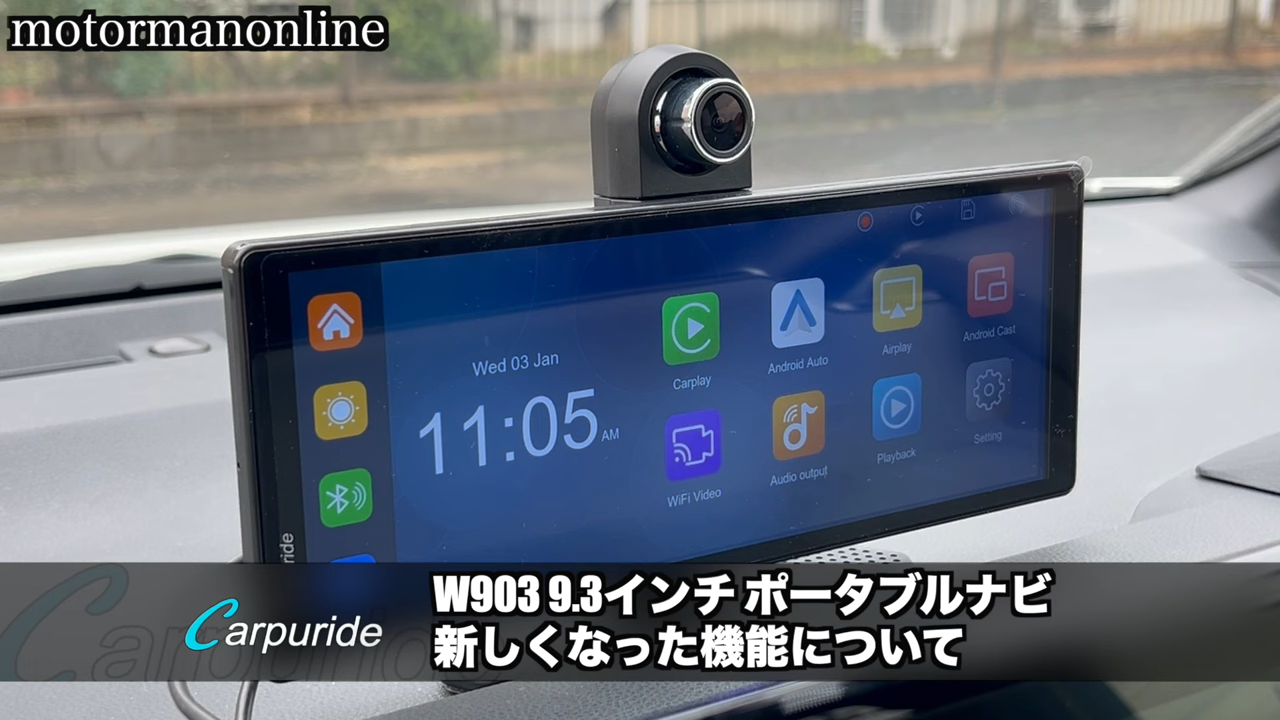 motormanonline
Wed 03 Jan
11:05 AM
Carplay
Android Auto
Airplay
Android Cast
WiFi Video
Audio output
Playback
Setting
ride
Carpuride
W903 9.3インチ ポータブルナビ
新しくなった機能について
Carpuride